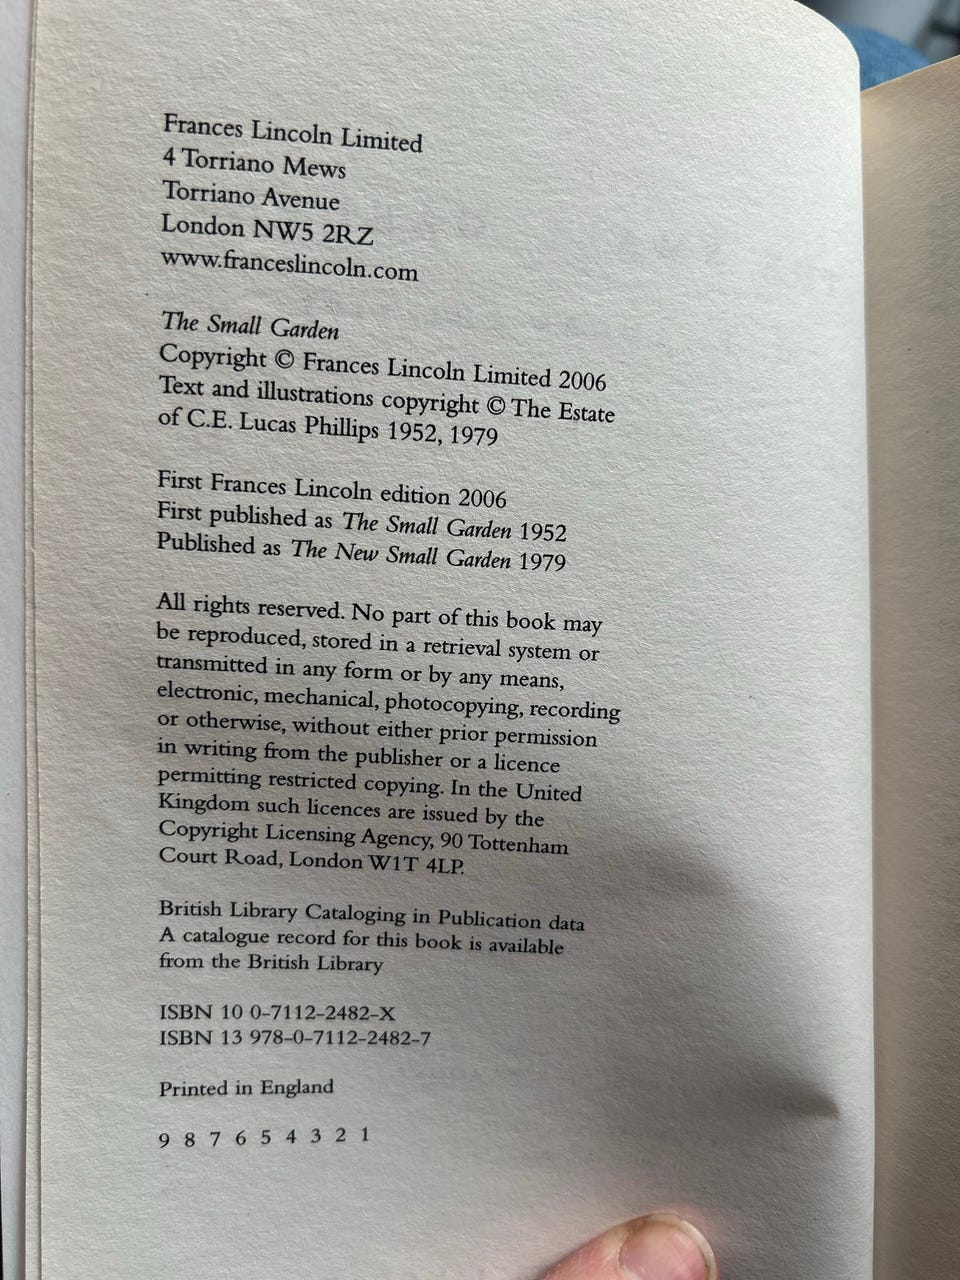 Frances Lincoln Limited
4 Torriano Mews
Torriano Avenue
London NW5 2RZ
www.franceslincoln.com
The Small Garden
Copyright © Frances Lincoln Limited 2006
Text and illustrations copyright © The Estate
of C.E. Lucas Phillips 1952, 1979
First Frances Lincoln edition 2006
First published as The Small Garden 1952
Published as The New Small Garden 1979
All rights reserved. No part of this book may
be reproduced, stored in a retrieval system or
transmitted in any form or by any means,
electronic, mechanical, photocopying, recording
or otherwise, without either prior permission
in writing from the publisher or a licence
permitting restricted copying. In the United
Kingdom such licences are issued by the
Copyright Licensing Agency, 90 Tottenham
Court Road, London W1T 4LP.
British Library Cataloging in Publication data
A catalogue record for this book is available
from the British Library
ISBN 10 0-7112-2482-X
ISBN 13 978-0-7112-2482-7
Printed in England
9 8 7 6 5 4 3 2 1